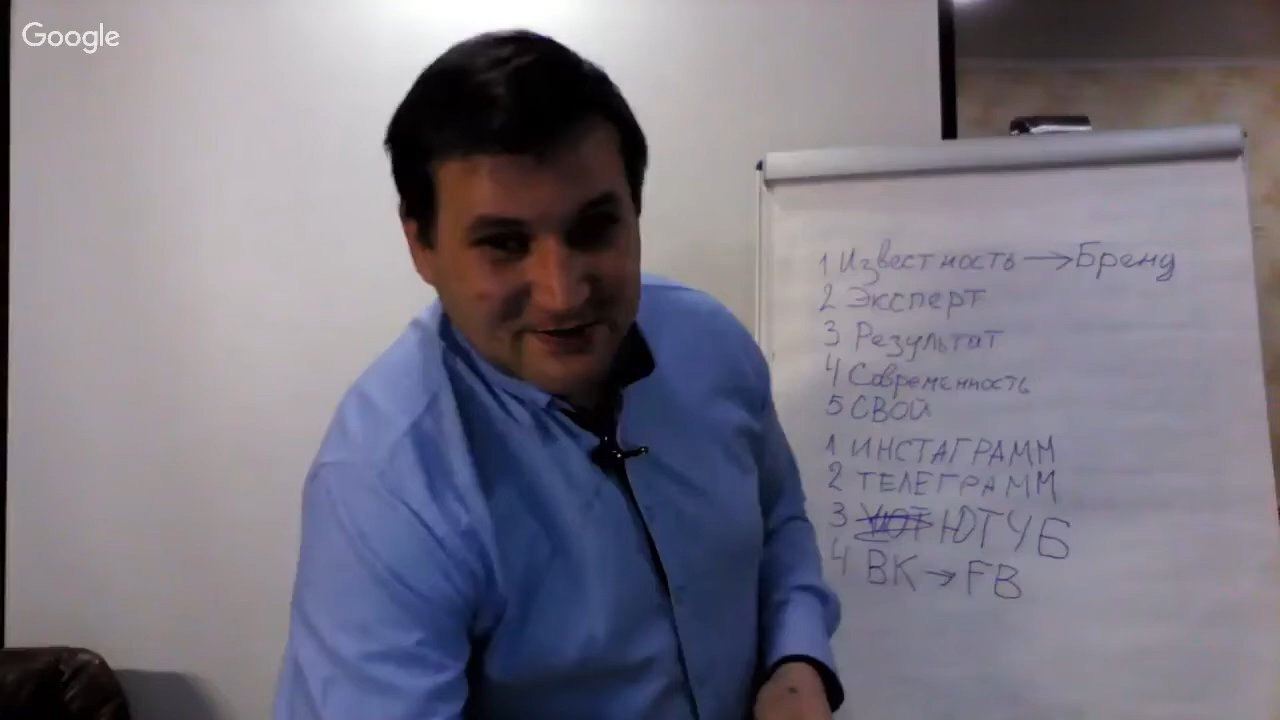 Google
1 Известность → Бренд
2 Эксперт
3 Результат
4 Современность
5 СВОЙ
1 ИНСТАГРАММ
2 ТЕЛЕГРАММ
3 ЮТУБ
4 ВК → FB